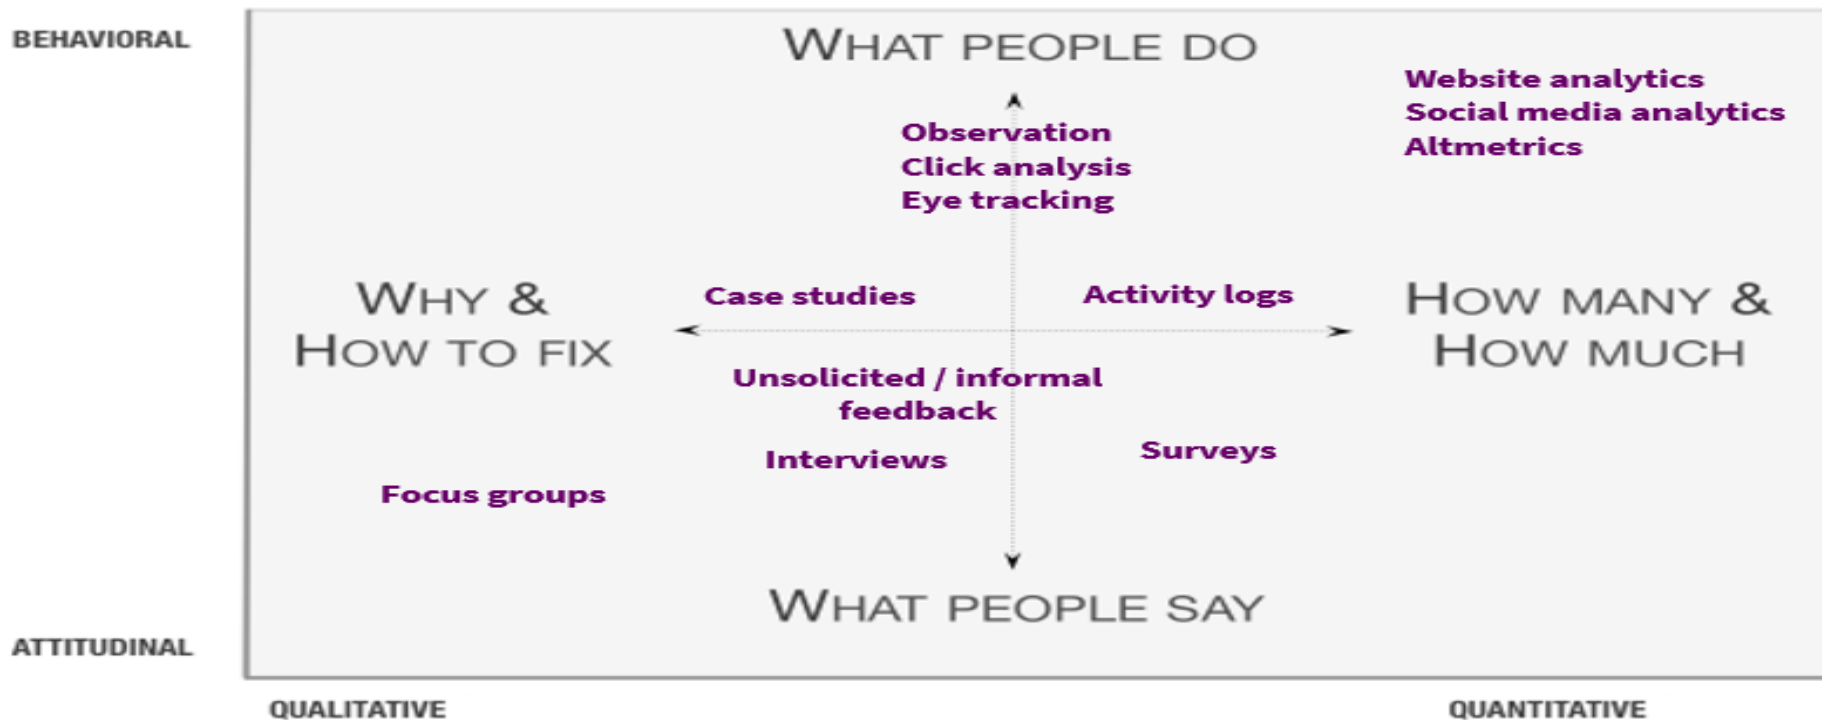 BEHAVIORAL
WHAT PEOPLE DO
Website analytics
Social media analytics
Altmetrics
Observation
Click analysis
Eye tracking
WHY &
HOW TO FIX
Case studies
Activity logs
HOW MANY &
HOW MUCH
Unsolicited / informal
feedback
Interviews
Surveys
Focus groups
WHAT PEOPLE SAY
ATTITUDINAL
QUALITATIVE
QUANTITATIVE